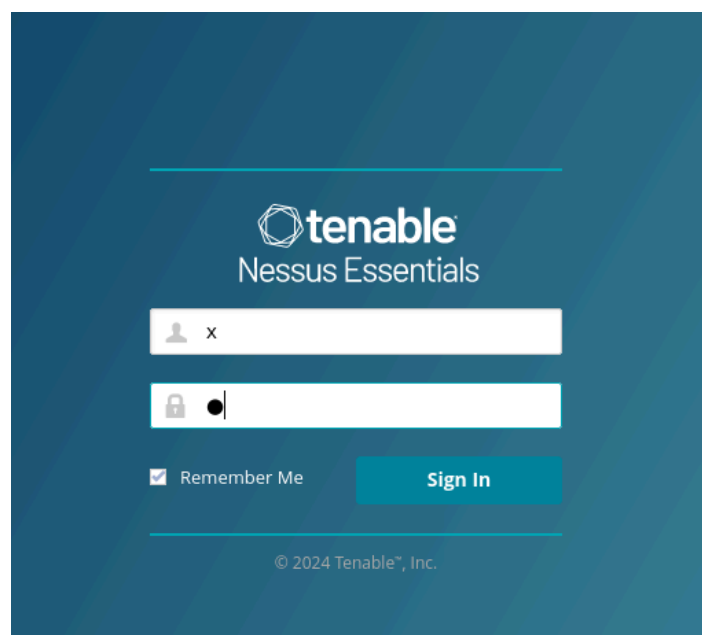 tenable
Nessus Essentials
x
Remember Me
Sign In
© 2024 Tenable™, Inc.